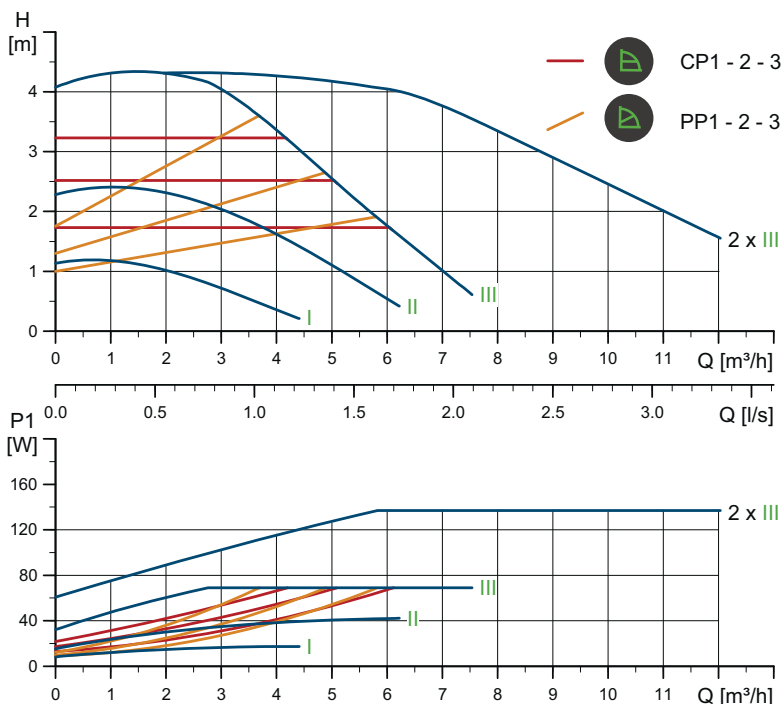 H
[m]
CP1 - 2 - 3
PP1 - 2 - 3
4
3
2
1
0
2 x III
III
II
I
0 1 2 3 4 5 6 7 8 9 10 11 Q [m³/h]
0.0 0.5 1.0 1.5 2.0 2.5 3.0 Q [l/s]
P1
[W]
160
120
80
40
0
2 x III
III
II
I
0 1 2 3 4 5 6 7 8 9 10 11 Q [m³/h]